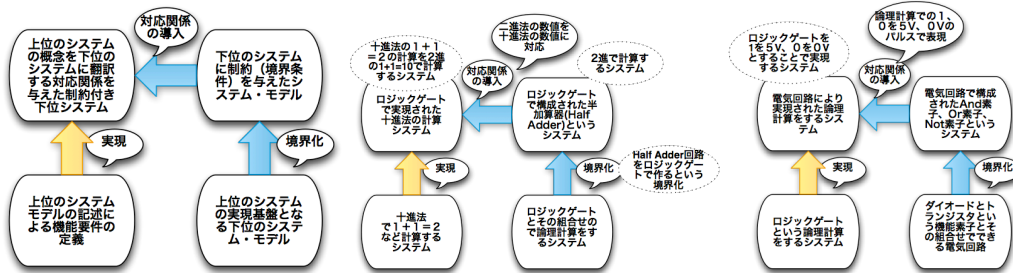 対応関係
の導入
上位のシステム
の概念を下位の
システムに翻訳
する対応関係を
与えた制約付き
下位システム
下位のシステム
に制約（境界条
件）を与えたシ
ステム・モデル
実現
境界化
上位のシステム
モデルの記述に
よる機能要件の
定義
上位のシステム
の実現基盤とな
る下位のシステ
ム・モデル
二進法の数値を
十進法の数値に
対応
十進法の１＋１
＝２の計算を2進
の1+1=10で計算
するシステム
2進で計算す
るシステム
対応関係
の導入
ロジックゲート
で実現された
十進法の計算
システム
ロジックゲート
で構成された半
加算器(Half
Adder)という
システム
実現
境界化
Half Adder回路
をロジックゲー
トで作るという
境界化
十進法
で１＋１＝２
など計算する
システム
ロジックゲート
とその組合せの
で論理計算をす
るシステム
論理計算での１、
０を５V、０Vの
パルスで表現
ロジックゲートを
１を５V、０を０V
とすることで実現
するシステム
対応関係
の導入
電気回路により
実現された論理
計算をするシス
テム
電気回路で構成
されたAnd素
子、Or素子、
Not素子という
システム
実現
境界化
ロジックゲート
という論理計算
をするシステム
ダイオードとト
ランジスタとい
う機能素子とそ
の組合せででき
る電気回路